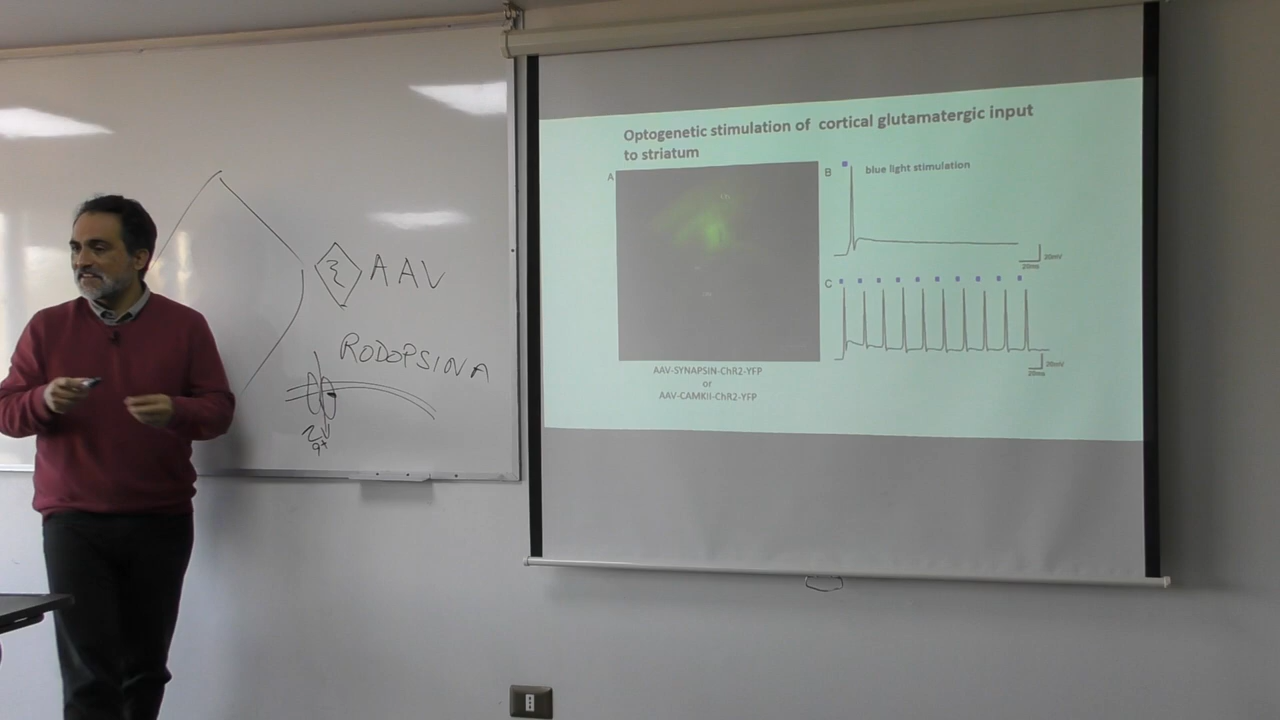 AAV
RODOPSINA
Optogenetic stimulation of cortical glutamatergic input
to striatum
A
B
blue light stimulation
20ms
C
20mV
20ms
AAV-SYNAPSIN-ChR2-YFP
or
AAV-CAMKII-ChR2-YFP